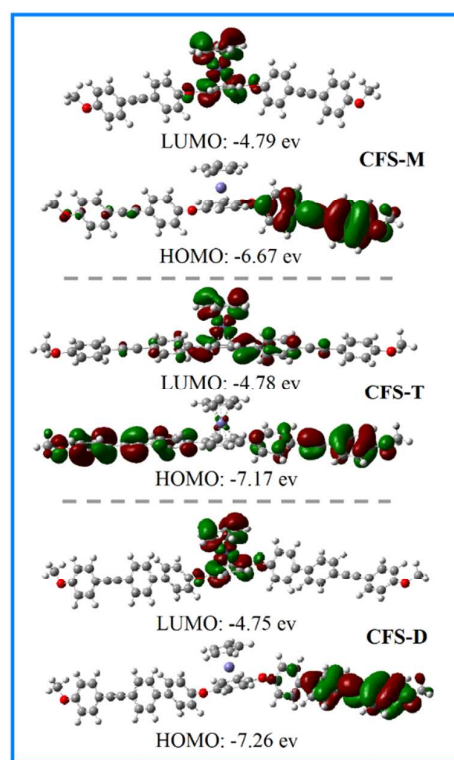 LUMO: -4.79 ev
CFS-M
HOMO: -6.67 ev
LUMO: -4.78 ev
CFS-T
HOMO: -7.17 ev
LUMO: -4.75 ev
CFS-D
HOMO: -7.26 ev